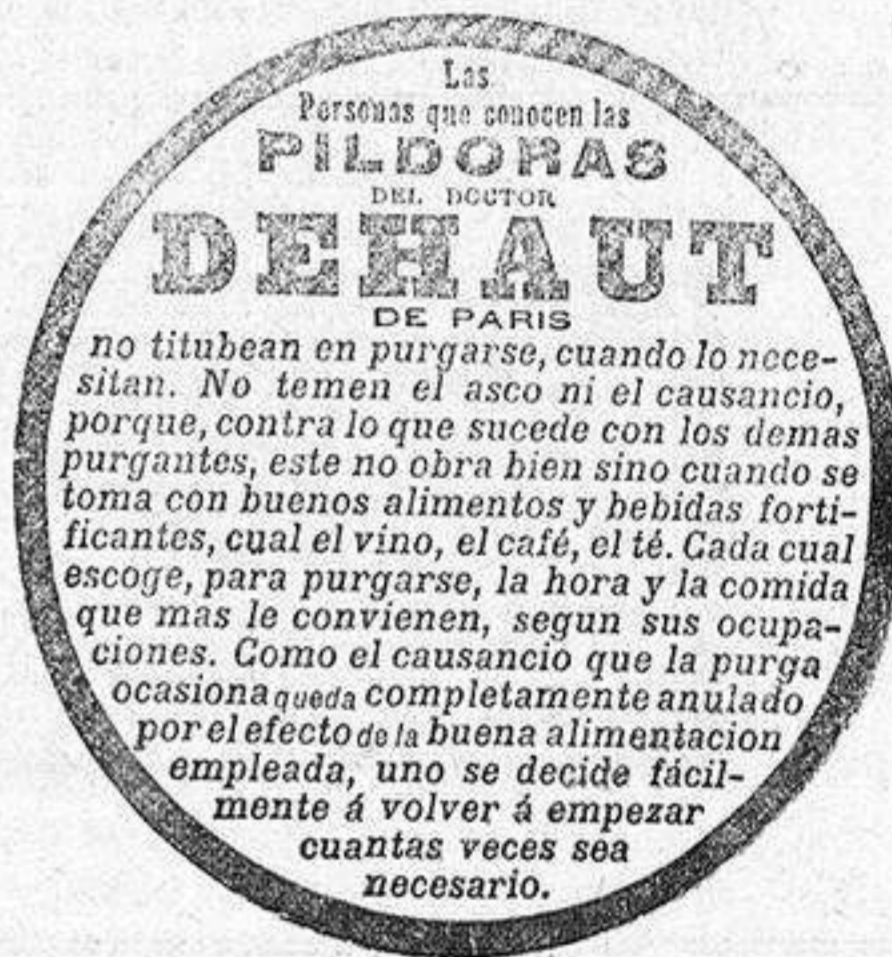 Las
Personas que conocen las
PILDORAS
DEL DOCTOR
DEHAUT
DE PARIS
no titubean en purgarse, cuando lo nece-
sitan. No temen el asco ni el causancio,
porque, contra lo que sucede con los demas
purgantes, este no obra bien sino cuando se
toma con buenos alimentos y bebidas forti-
ficantes, cual el vino, el café, el té. Cada cual
escoge, para purgarse, la hora y la comida
que mas le convienen, segun sus ocupa-
ciones. Como el causancio que la purga
ocasiona queda completamente anulado
por el efecto de la buena alimentacion
empleada, uno se decide fácil-
mente á volver á empezar
cuantas veces sea
necesario.